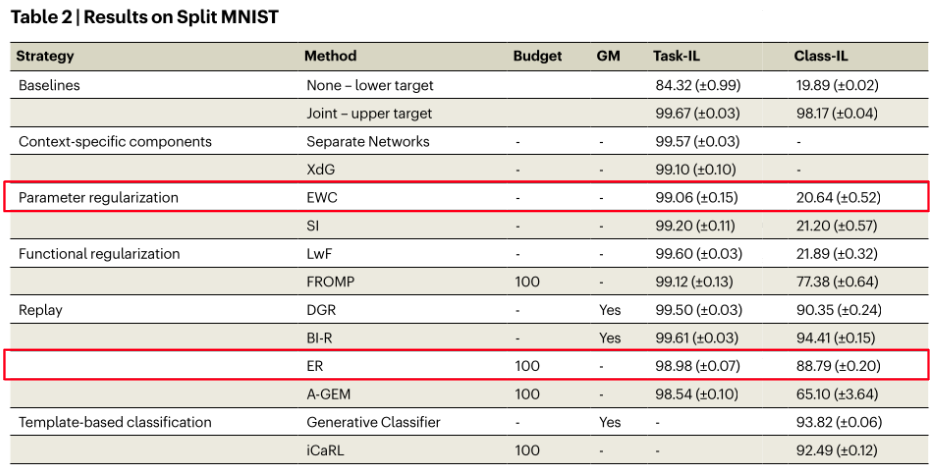 Table 2 | Results on Split MNIST
Strategy Method Budget GM Task-IL Class-IL
Baselines None – lower target 84.32 (±0.99) 19.89 (±0.02)
Joint – upper target 99.67 (±0.03) 98.17 (±0.04)
Context-specific components Separate Networks - - 99.57 (±0.03) -
XdG - - 99.10 (±0.10) -
Parameter regularization EWC - - 99.06 (±0.15) 20.64 (±0.52)
SI - - 99.20 (±0.11) 21.20 (±0.57)
Functional regularization LwF - - 99.60 (±0.03) 21.89 (±0.32)
FROMP 100 - 99.12 (±0.13) 77.38 (±0.64)
Replay DGR - Yes 99.50 (±0.03) 90.35 (±0.24)
BI-R - Yes 99.61 (±0.03) 94.41 (±0.15)
ER 100 - 98.98 (±0.07) 88.79 (±0.20)
A-GEM 100 - 98.54 (±0.10) 65.10 (±3.64)
Template-based classification Generative Classifier - Yes - 93.82 (±0.06)
iCaRL 100 - - 92.49 (±0.12)